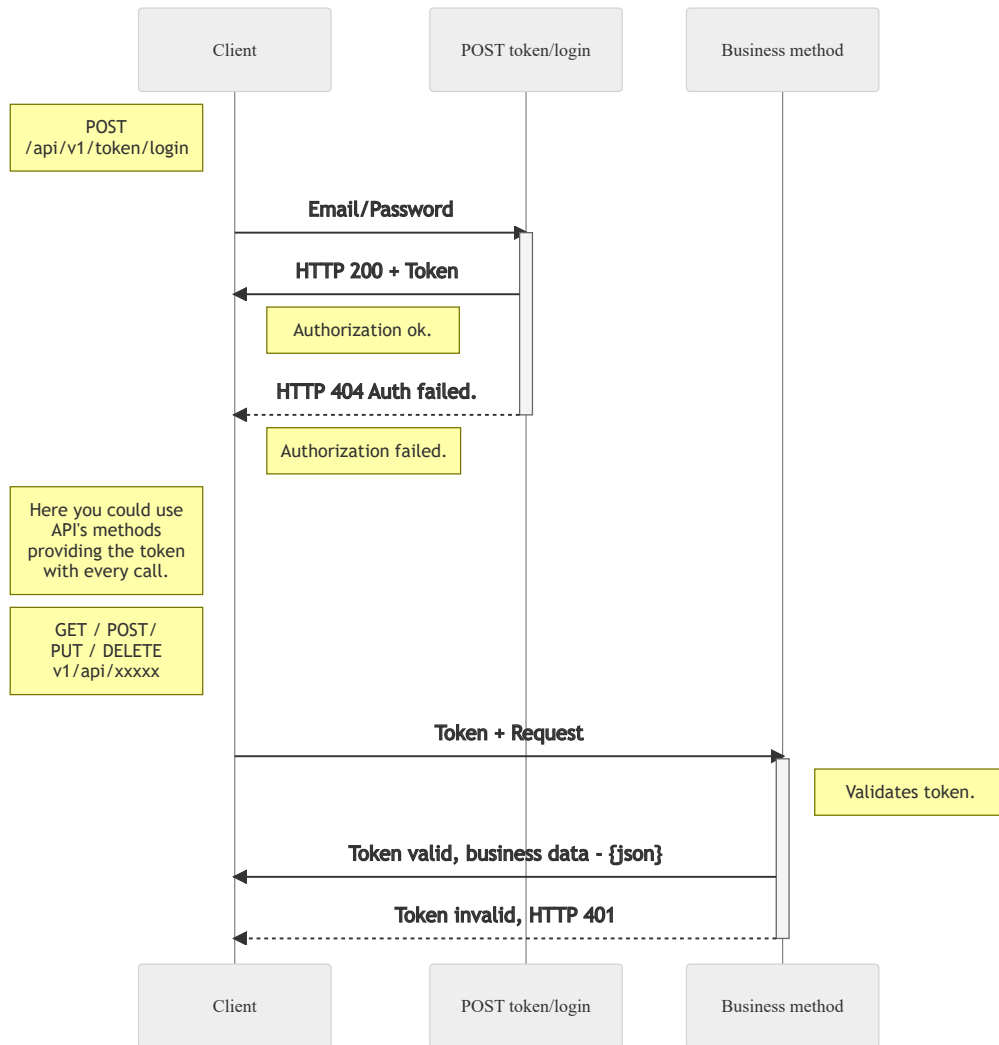 Client
POST token/login
Business method
POST
/api/v1/token/login
Email/Password
HTTP 200 + Token
Authorization ok.
HTTP 404 Auth failed.
Authorization failed.
Here you could use
API's methods
providing the token
with every call.
GET / POST/
PUT / DELETE
v1/api/xxxxx
Token + Request
Validates token.
Token valid, business data - {json}
Token invalid, HTTP 401
Client
POST token/login
Business method